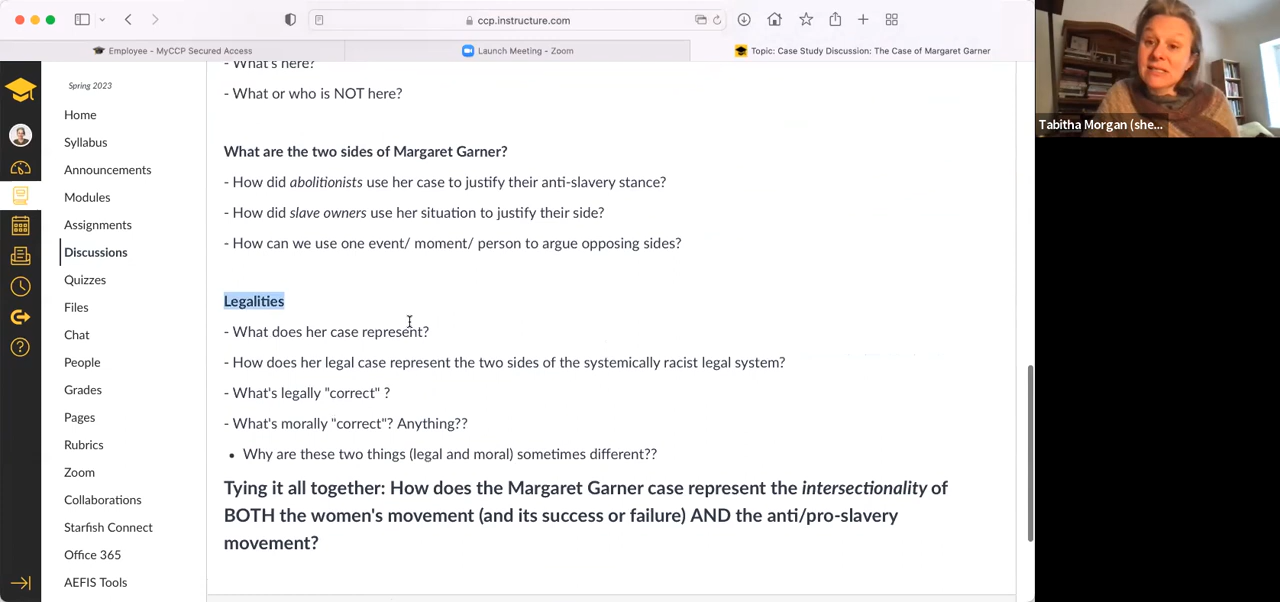 ccp.instructure.com
Employee - MyCCP Secured Access
Launch Meeting - Zoom
Topic: Case Study Discussion: The Case of Margaret Garner
Tabitha Morgan (she...
Spring 2023
Home
Syllabus
Announcements
Modules
Assignments
Discussions
Quizzes
Files
Chat
People
Grades
Pages
Rubrics
Zoom
Collaborations
Starfish Connect
Office 365
AEFIS Tools
- What's here?
- What or who is NOT here?
What are the two sides of Margaret Garner?
- How did abolitionists use her case to justify their anti-slavery stance?
- How did slave owners use her situation to justify their side?
- How can we use one event/ moment/ person to argue opposing sides?
Legalities
- What does her case represent?
- How does her legal case represent the two sides of the systemically racist legal system?
- What's legally "correct" ?
- What's morally "correct"? Anything??
• Why are these two things (legal and moral) sometimes different??
Tying it all together: How does the Margaret Garner case represent the intersectionality of
BOTH the women's movement (and its success or failure) AND the anti/pro-slavery
movement?